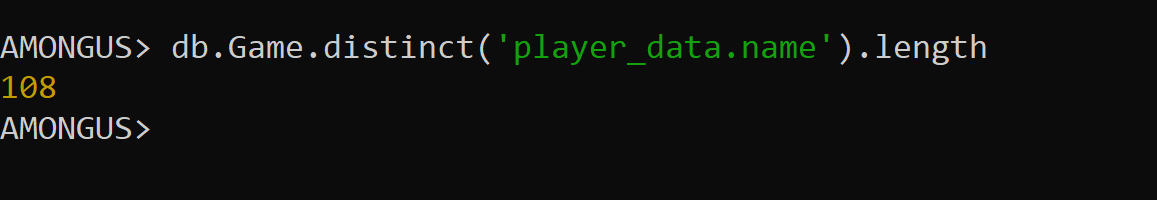 AMONGUS> db.Game.distinct('player_data.name').length
108
AMONGUS>